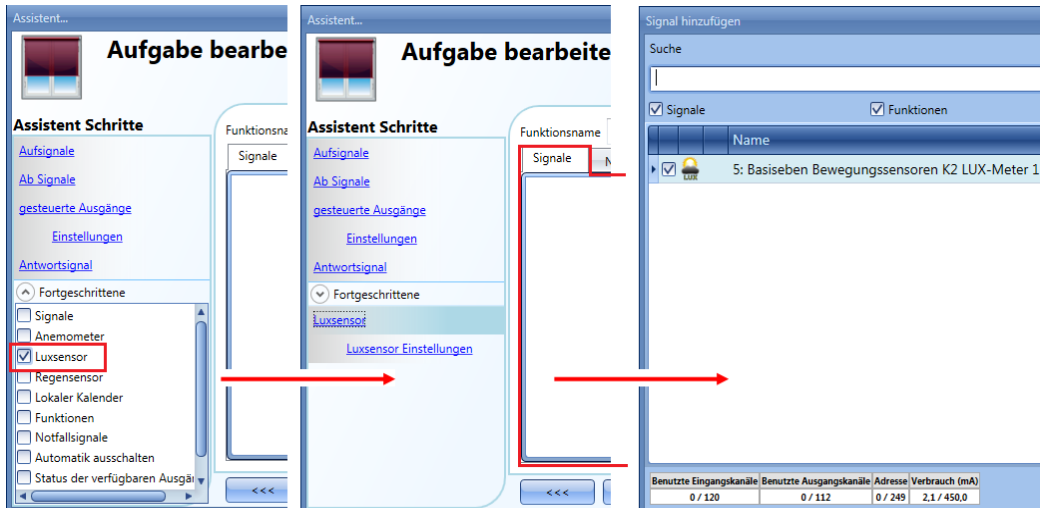 Assistent...
Aufgabe bearbe
Assistent Schritte
Aufsignale
Ab Signale
gesteuerte Ausgänge
Einstellungen
Antwortsignal
Fortgeschrittene
Signale
Anemometer
Luxsensor
Regensensor
Lokaler Kalender
Funktionen
Notfallsignale
Automatik ausschalten
Status der verfügbaren Ausgä
Funktionsna
Signale
<<<
Assistent...
Aufgabe bearbeite
Assistent Schritte
Aufsignale
Ab Signale
gesteuerte Ausgänge
Einstellungen
Antwortsignal
Fortgeschrittene
Luxsensor
Luxsensor Einstellungen
Funktionsname
Signale N
<<<
Signal hinzufügen
Suche
Signale Funktionen
Name
LUX 5: Basiseben Bewegungssensoren K2 LUX-Meter 1
Benutzte Eingangskanäle Benutzte Ausgangskanäle Adresse Verbrauch (mA)
0 / 120 0 / 112 0 / 249 2,1 / 450,0